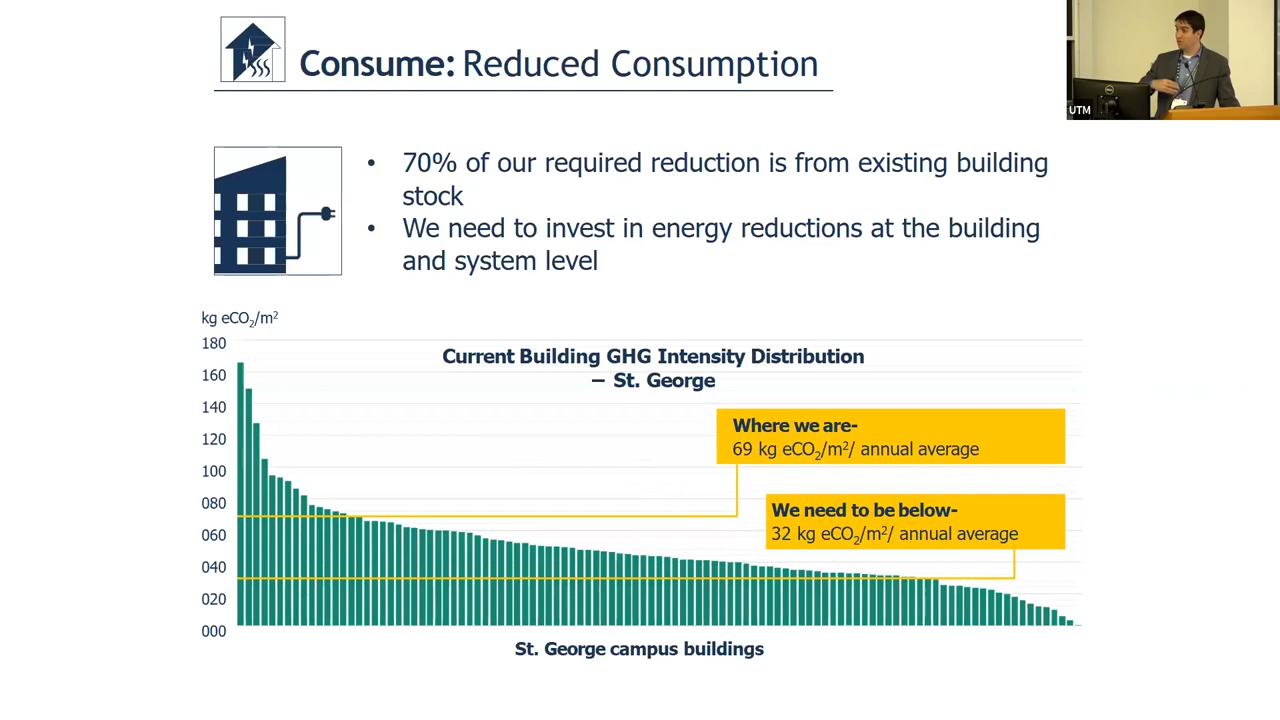 Consume: Reduced Consumption
UTM
• 70% of our required reduction is from existing building
stock
• We need to invest in energy reductions at the building
and system level
kg eCO₂/m²
180
160
140
120
100
080
060
040
020
000
Current Building GHG Intensity Distribution
– St. George
Where we are-
69 kg eCO₂/m²/ annual average
We need to be below-
32 kg eCO₂/m²/ annual average
St. George campus buildings